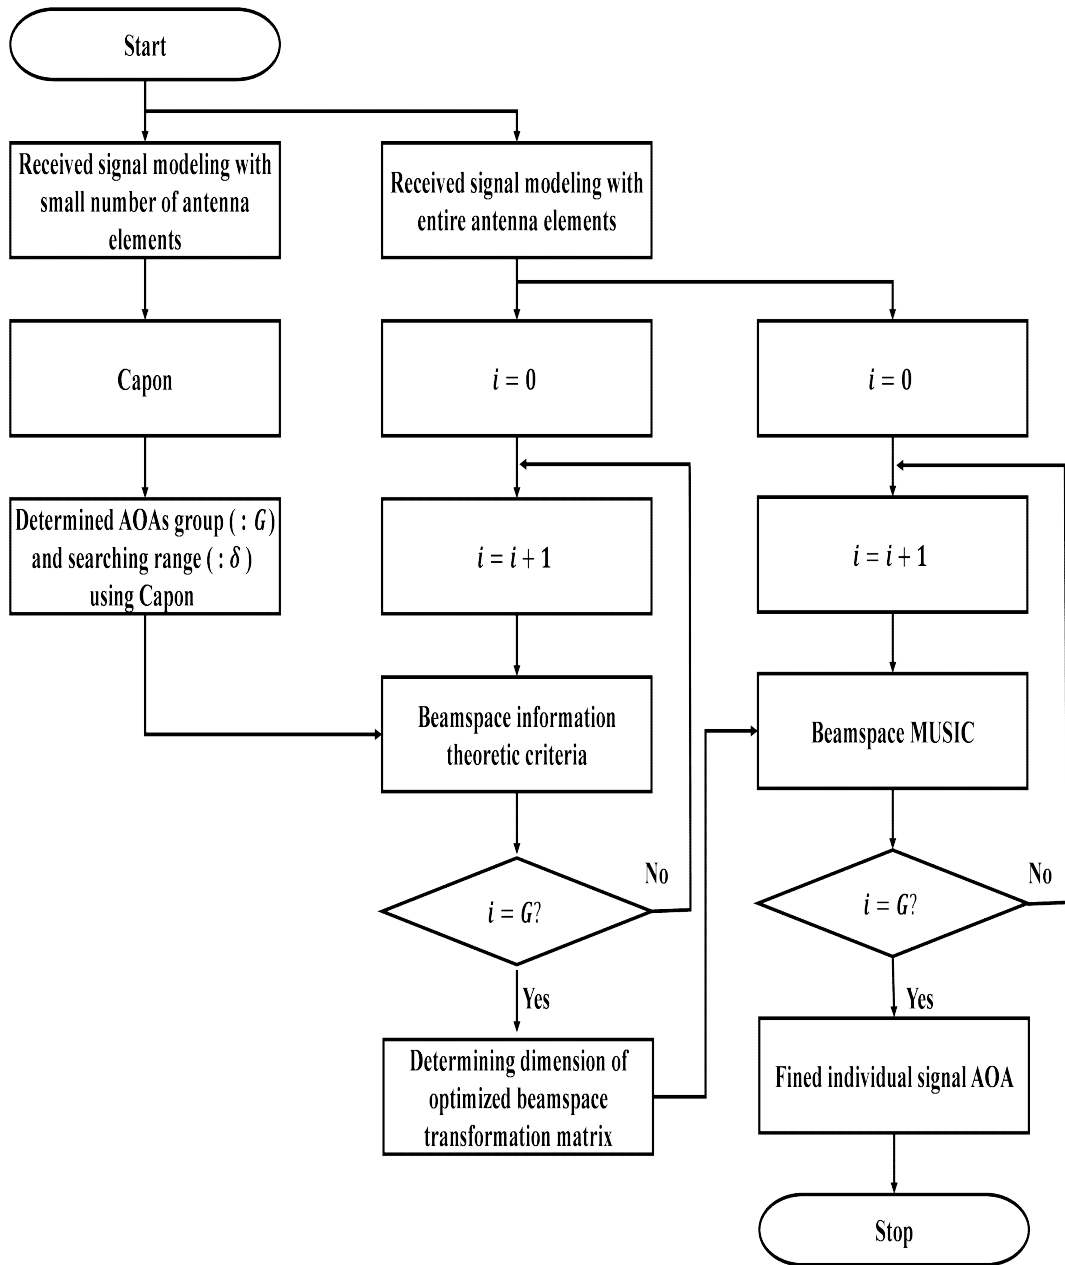 Start
Received signal modeling with
small number of antenna
elements
Capon
Determined AOAs group ( : G)
and searching range ( : δ )
using Capon
Received signal modeling with
entire antenna elements
i = 0
i = i + 1
Beamspace information
theoretic criteria
i = G?
No
Yes
Determining dimension of
optimized beamspace
transformation matrix
i = 0
i = i + 1
Beamspace MUSIC
i = G?
No
Yes
Fined individual signal AOA
Stop